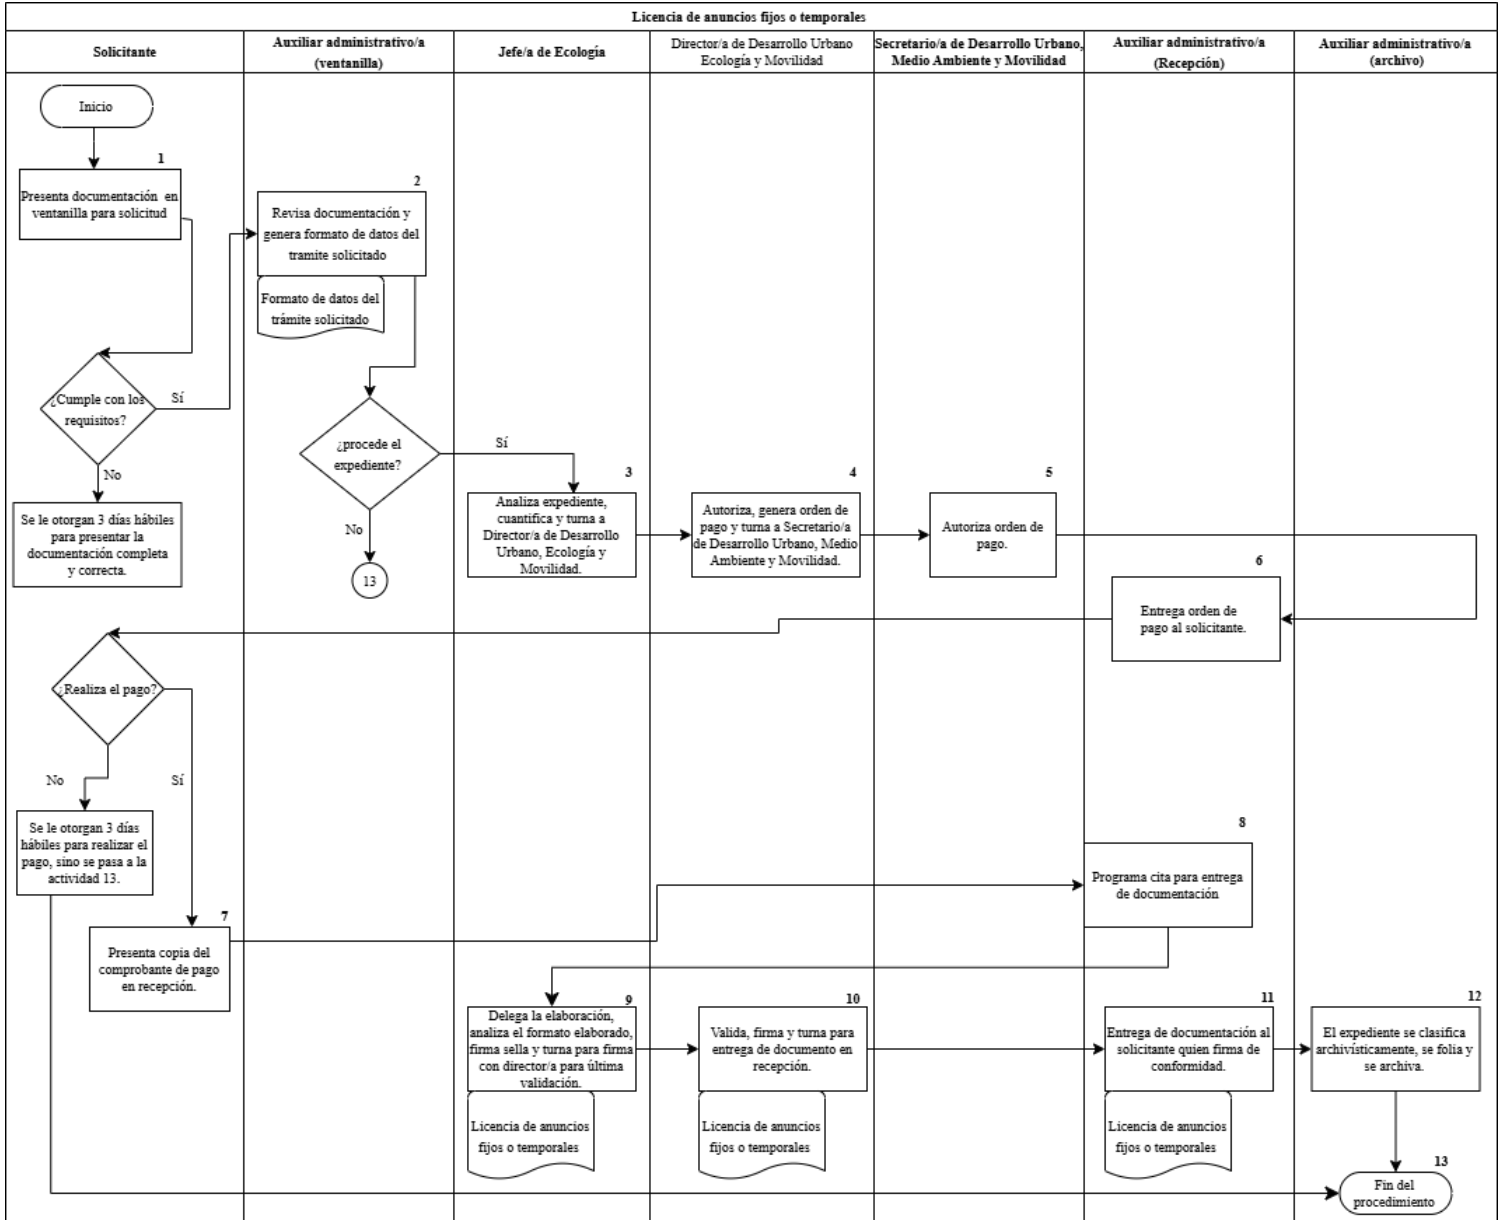 Licencia de anuncios fijos o temporales
Solicitante
Auxiliar administrativo/a
(ventanilla)
Jefe/a de Ecología
Director/a de Desarrollo Urbano
Ecología y Movilidad
Secretario/a de Desarrollo Urbano,
Medio Ambiente y Movilidad
Auxiliar administrativo/a
(Recepción)
Auxiliar administrativo/a
(archivo)
Inicio
1
Presenta documentación en
ventanilla para solicitud
2
Revisa documentación y
genera formato de datos del
tramite solicitado
Formato de datos del
trámite solicitado
¿Cumple con los
requisitos?
Sí
No
Se le otorgan 3 días hábiles
para presentar la
documentación completa
y correcta.
¿procede el
expediente?
Sí
No
13
3
Analiza expediente,
cuantifica y turna a
Director/a de Desarrollo
Urbano, Ecología y
Movilidad.
4
Autoriza, genera orden de
pago y turna a Secretario/a
de Desarrollo Urbano, Medio
Ambiente y Movilidad.
5
Autoriza orden de
pago.
6
Entrega orden de
pago al solicitante.
¿Realiza el pago?
No
Sí
Se le otorgan 3 días
hábiles para realizar el
pago, sino se pasa a la
actividad 13.
7
Presenta copia del
comprobante de pago
en recepción.
8
Programa cita para entrega
de documentación
9
Delega la elaboración,
analiza el formato elaborado,
firma sella y turna para firma
con director/a para última
validación.
Licencia de anuncios
fijos o temporales
10
Valida, firma y turna para
entrega de documento en
recepción.
Licencia de anuncios
fijos o temporales
11
Entrega de documentación al
solicitante quien firma de
conformidad.
Licencia de anuncios
fijos o temporales
12
El expediente se clasifica
archivísticamente, se folia y
se archiva.
13
Fin del
procedimiento